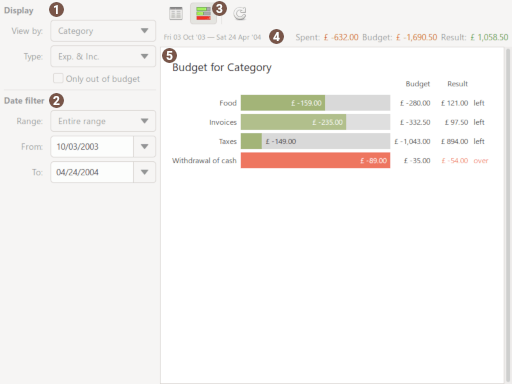 Display 1
View by: Category
Type: Exp. & Inc.
Only out of budget
Date filter 2
Range: Entire range
From: 10/03/2003
To: 04/24/2004
3
Fri 03 Oct '03 — Sat 24 Apr '04 4 Spent: £ -632.00 Budget: £ -1,690.50 Result: £ 1,058.50
5
Budget for Category
Budget Result
Food £ -159.00 £ -280.00 £ 121.00 left
Invoices £ -235.00 £ -332.50 £ 97.50 left
Taxes £ -149.00 £ -1,043.00 £ 894.00 left
Withdrawal of cash £ -89.00 £ -35.00 £ -54.00 over